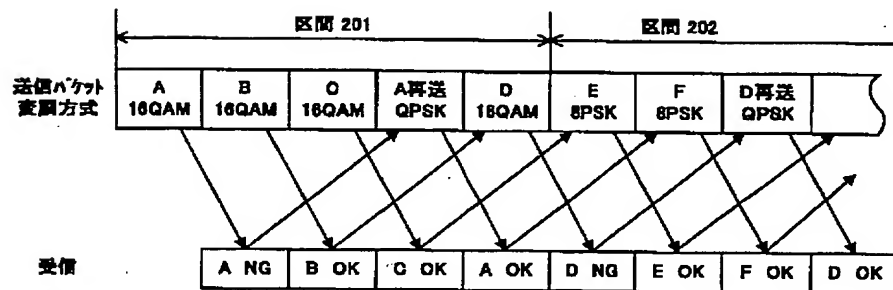 区間 201
区間 202
送信パケット
変調方式
A
16QAM
B
16QAM
C
16QAM
A再送
QPSK
D
16QAM
E
8PSK
F
8PSK
D再送
QPSK
受信
A NG
B OK
C OK
A OK
D NG
E OK
F OK
D OK